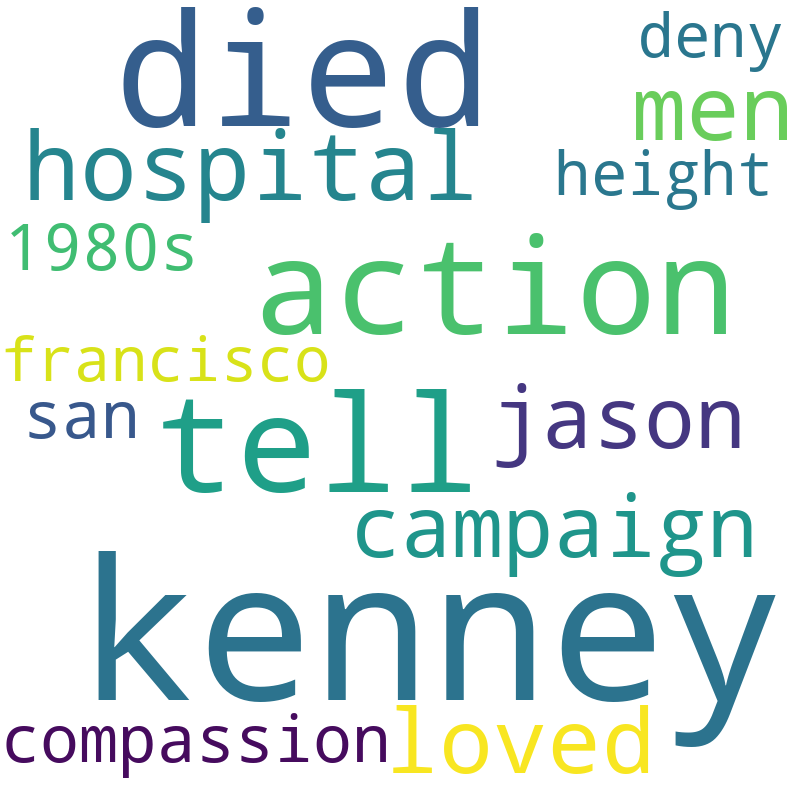 died
deny
men
hospital
height
1980s
action
francisco
san
tell
jason
campaign
kenney
compassion
loved